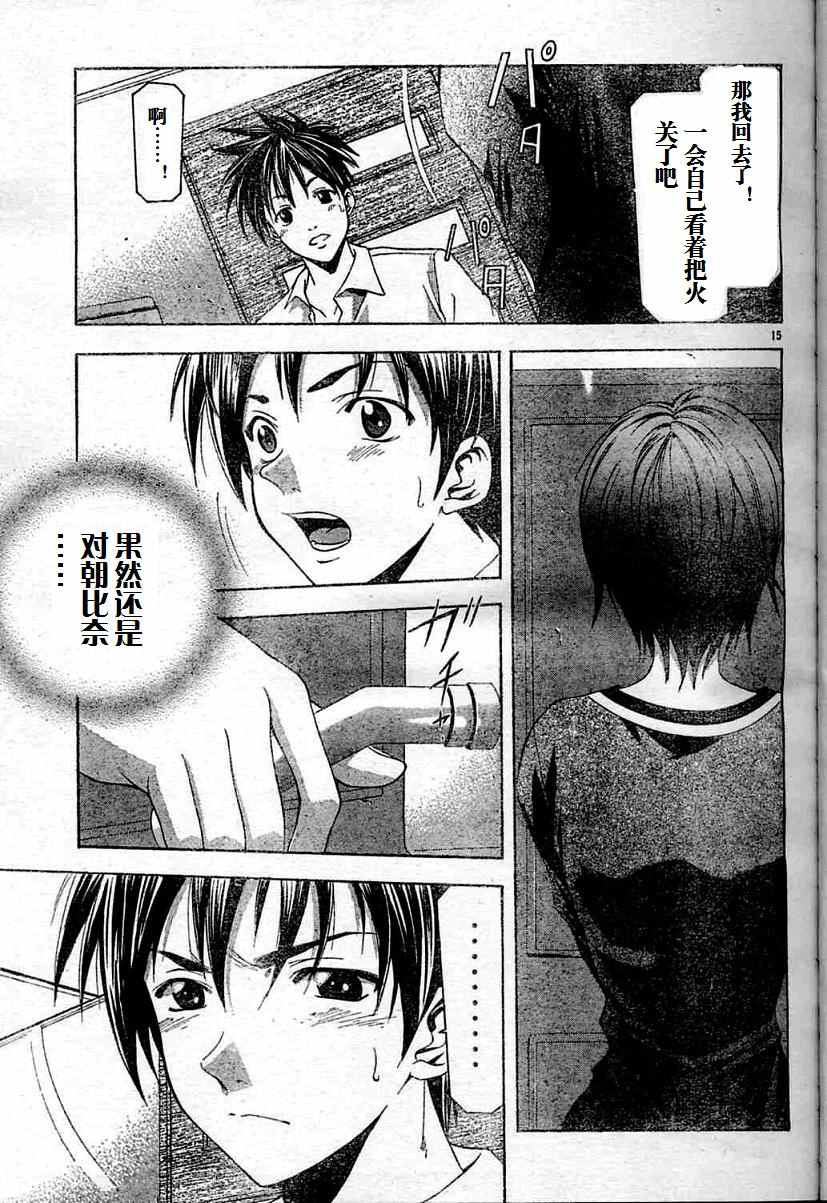 那我回去了！
一会自己看着把火
关了吧
啊……！
パ゜
タ
パ゜
タ
15
果然还是
对朝比奈
……
ガ
チャ
………